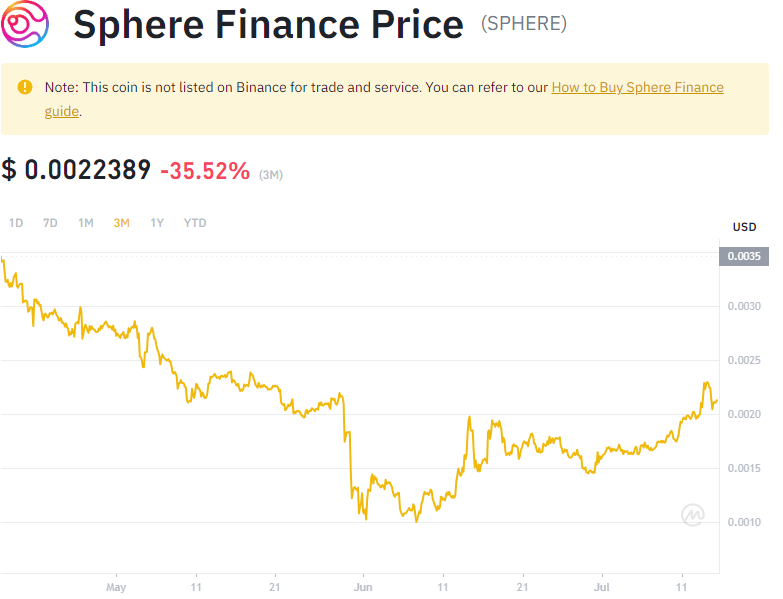 Sphere Finance Price (SPHERE)
Note: This coin is not listed on Binance for trade and service. You can refer to our How to Buy Sphere Finance
guide.
$ 0.0022389 -35.52% (3M)
1D 7D 1M 3M 1Y YTD
USD
0.0035
0.0030
0.0025
0.0020
0.0015
0.0010
May 11 21 Jun 11 21 Jul 11